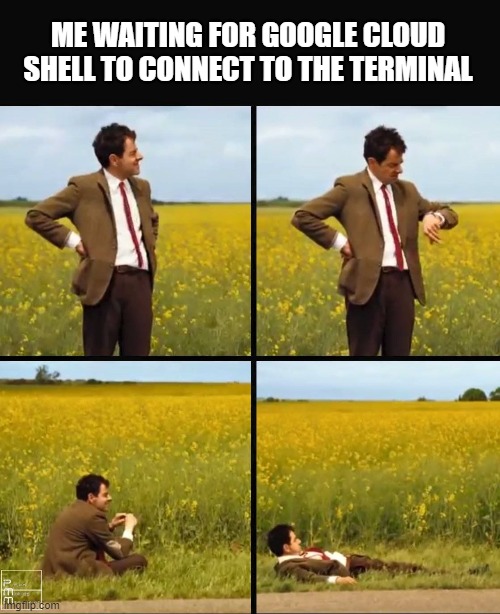 ME WAITING FOR GOOGLE CLOUD
SHELL TO CONNECT TO THE TERMINAL
imgflip.com